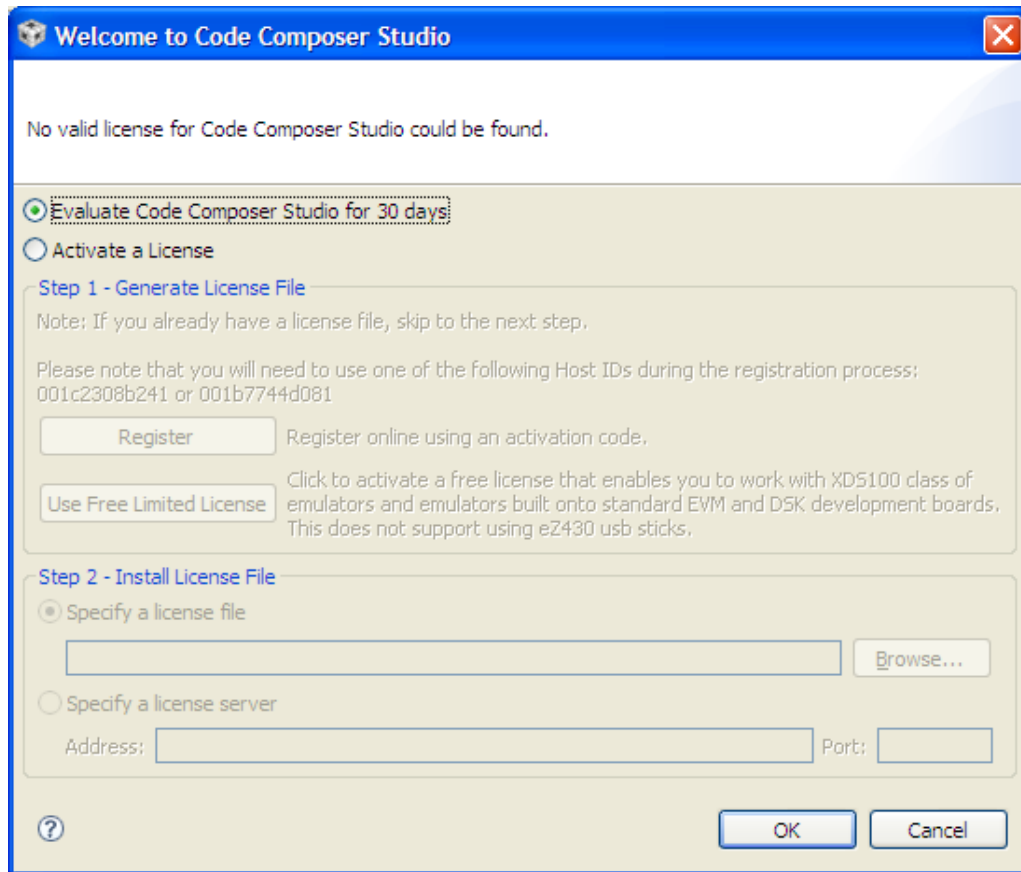 Welcome to Code Composer Studio
No valid license for Code Composer Studio could be found.
Evaluate Code Composer Studio for 30 days
Activate a License
Step 1 - Generate License File
Note: If you already have a license file, skip to the next step.
Please note that you will need to use one of the following Host IDs during the registration process:
001c2308b241 or 001b7744d081
Register
Register online using an activation code.
Use Free Limited License
Click to activate a free license that enables you to work with XDS100 class of
emulators and emulators built onto standard EVM and DSK development boards.
This does not support using eZ430 usb sticks.
Step 2 - Install License File
Specify a license file
Browse...
Specify a license server
Address:
Port:
?
OK
Cancel